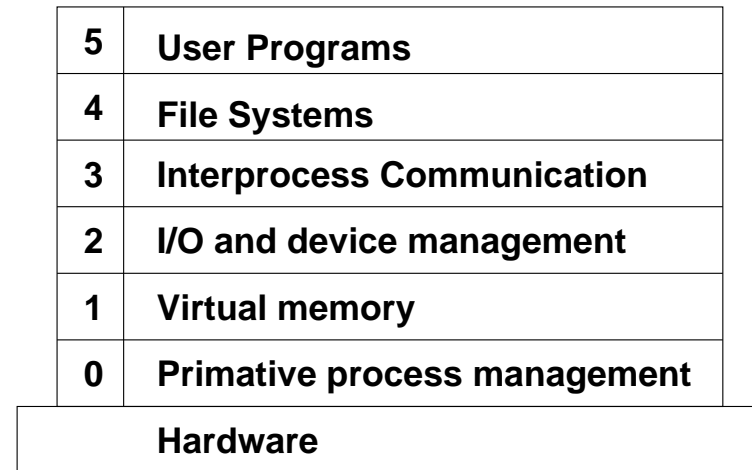 5 User Programs
4 File Systems
3 Interprocess Communication
2 I/O and device management
1 Virtual memory
0 Primative process management
Hardware